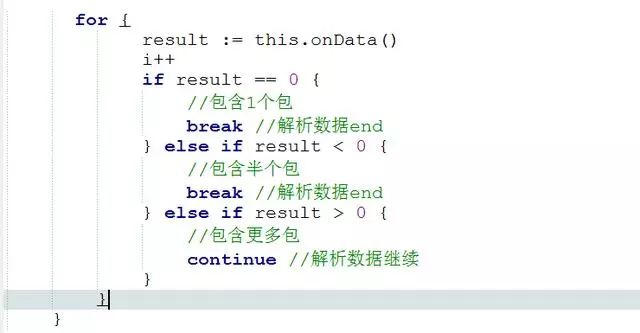 for {
result := this.onData()
i++
if result == 0 {
//包含1个包
break //解析数据end
} else if result < 0 {
//包含半个包
break //解析数据end
} else if result > 0 {
//包含更多包
continue //解析数据继续
}
}
}